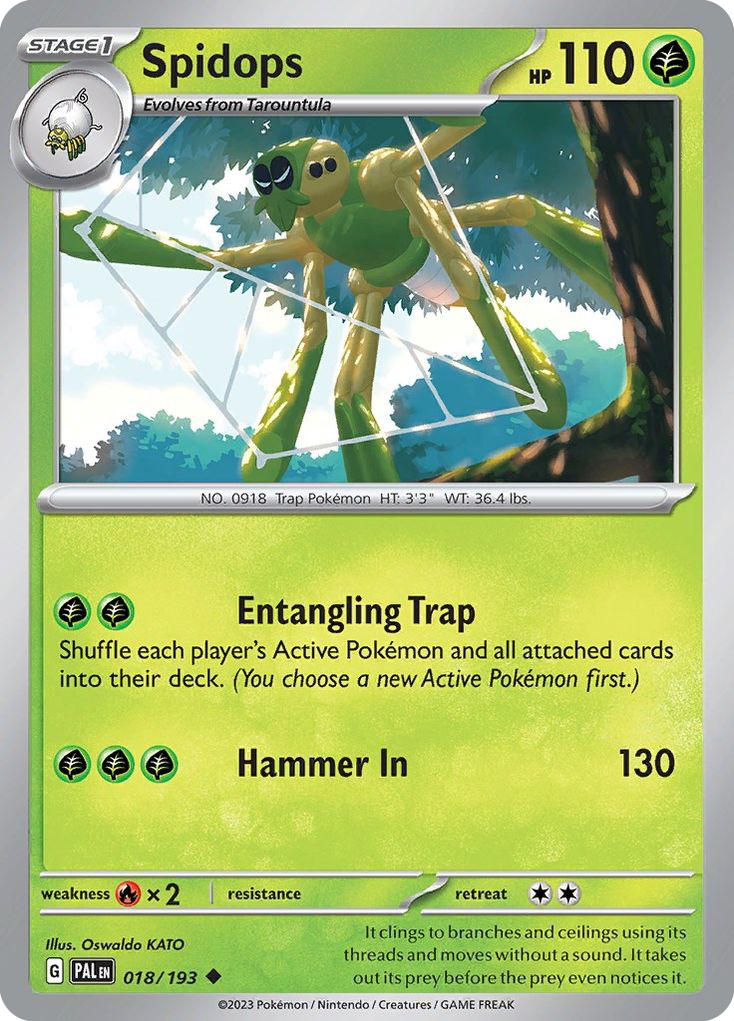 STAGE1
Spidops
HP 110
Evolves from Tarountula
NO. 0918 Trap Pokémon HT: 3'3" WT: 36.4 lbs.
Entangling Trap
Shuffle each player's Active Pokémon and all attached cards
into their deck. (You choose a new Active Pokémon first.)
Hammer In 130
weakness ×2 resistance retreat
Illus. Oswaldo KATO
G PAL EN 018/193
It clings to branches and ceilings using its
threads and moves without a sound. It takes
out its prey before the prey even notices it.
©2023 Pokémon / Nintendo / Creatures / GAME FREAK